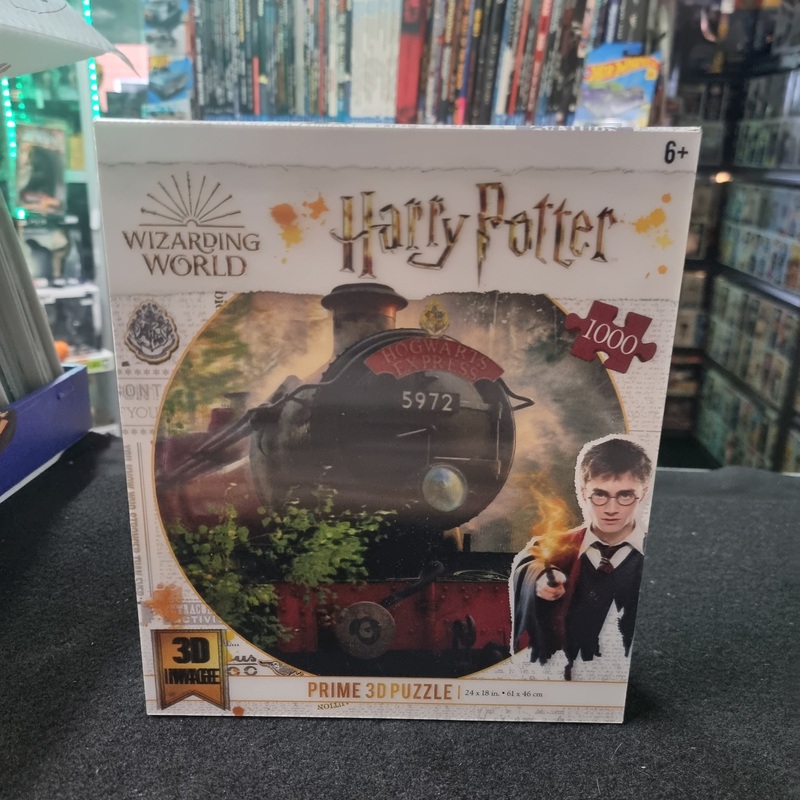 6+
WIZARDING
WORLD
Harry Potter
1000
HOGWARTS
EXPRESS
5972
3D
IMAGE
PRIME 3D PUZZLE
24 x 18 in. • 61 x 46 cm